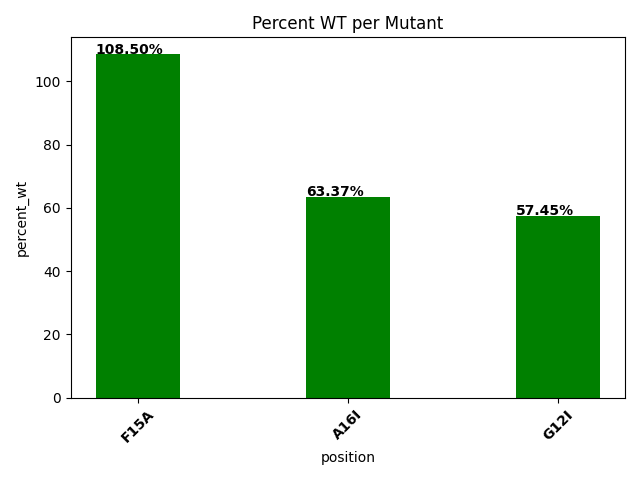 Percent WT per Mutant
percent_wt
100
80
60
40
20
0
108.50%
63.37%
57.45%
F15A
A16I
G12I
position